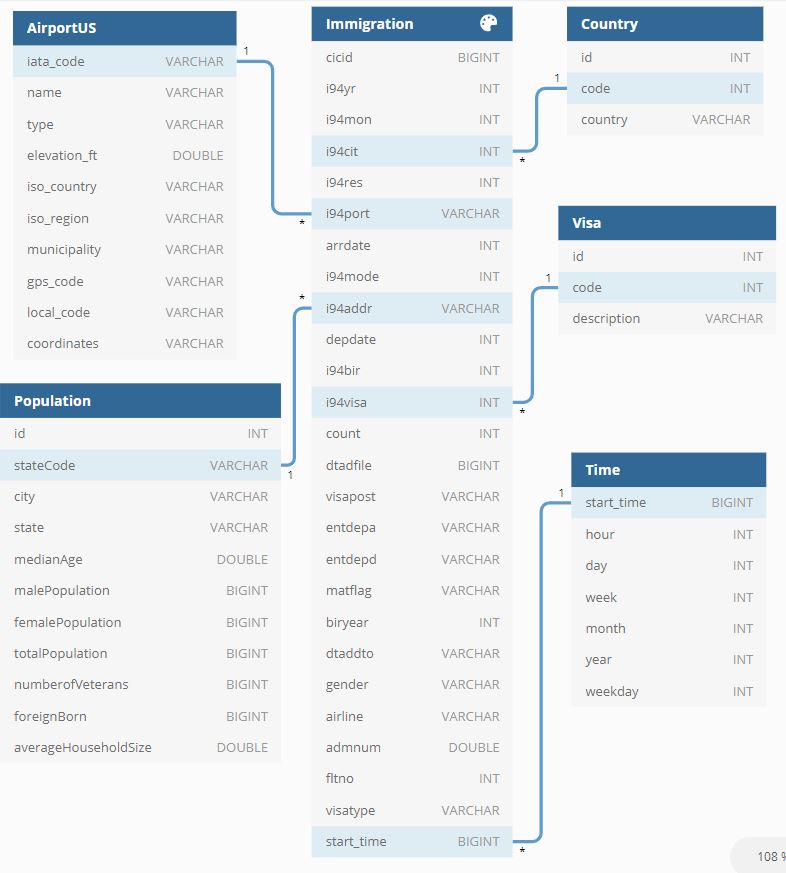 AirportUS
iata_code VARCHAR
name VARCHAR
type VARCHAR
elevation_ft DOUBLE
iso_country VARCHAR
iso_region VARCHAR
municipality VARCHAR
gps_code VARCHAR
local_code VARCHAR
coordinates VARCHAR
1
*
Population
id INT
stateCode VARCHAR
city VARCHAR
state VARCHAR
medianAge DOUBLE
malePopulation BIGINT
femalePopulation BIGINT
totalPopulation BIGINT
numberofVeterans BIGINT
foreignBorn BIGINT
averageHouseholdSize DOUBLE
1
*
Immigration
cicid BIGINT
i94yr INT
i94mon INT
i94cit INT
i94res INT
i94port VARCHAR
arrdate INT
i94mode INT
i94addr VARCHAR
depdate INT
i94bir INT
i94visa INT
count INT
dtadfile BIGINT
visapost VARCHAR
entdepa VARCHAR
entdepd VARCHAR
matflag VARCHAR
biryear INT
dtaddto VARCHAR
gender VARCHAR
airline VARCHAR
admnum DOUBLE
fltno INT
visatype VARCHAR
start_time BIGINT
1
*
Country
id INT
code INT
country VARCHAR
1
*
Visa
id INT
code INT
description VARCHAR
1
*
Time
start_time BIGINT
hour INT
day INT
week INT
month INT
year INT
weekday INT
108 %